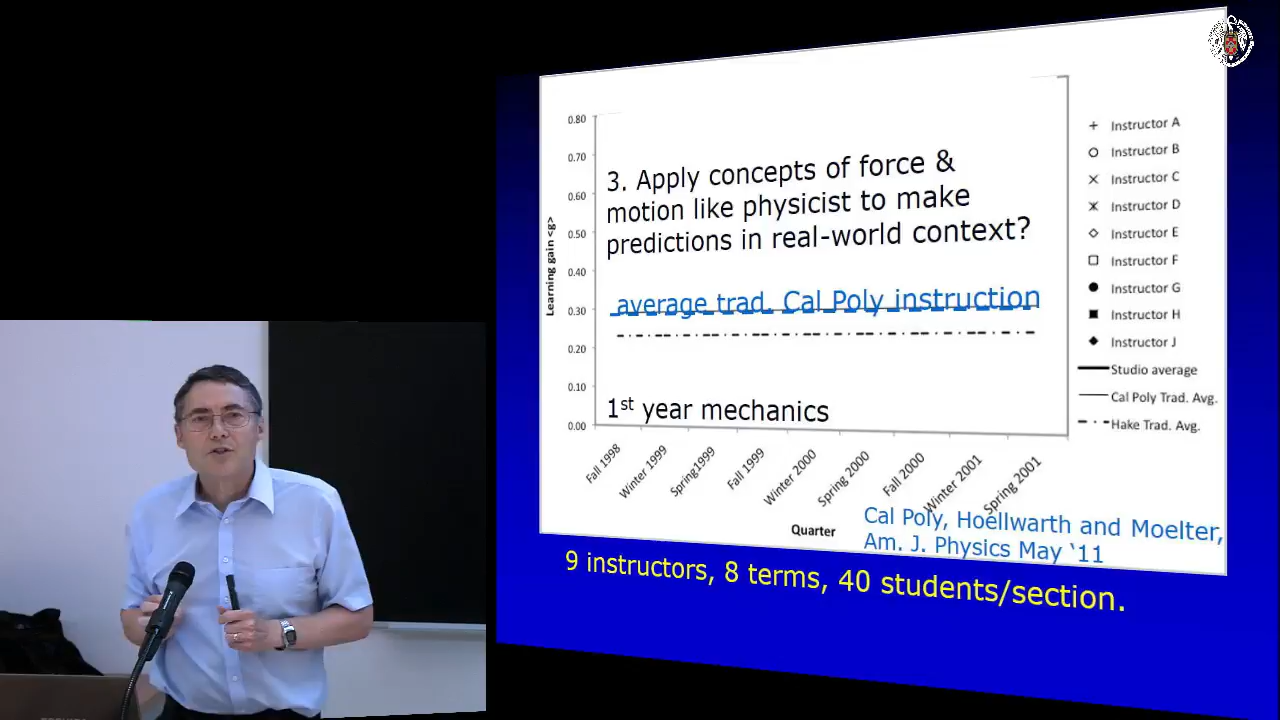 0.80
0.70
0.60
0.50
0.40
0.30
0.20
0.10
0.00
Learning gain <g>
3. Apply concepts of force &
motion like physicist to make
predictions in real-world context?
average trad. Cal Poly instruction
1st year mechanics
Fall 1998
Winter 1999
Spring1999
Fall 1999
Winter 2000
Spring 2000
Fall 2000
Winter 2001
Spring 2001
Quarter
Instructor A
Instructor B
Instructor C
Instructor D
Instructor E
Instructor F
Instructor G
Instructor H
Instructor J
Studio average
Cal Poly Trad. Avg.
Hake Trad. Avg.
Cal Poly, Hoellwarth and Moelter,
Am. J. Physics May ‘11
9 instructors, 8 terms, 40 students/section.